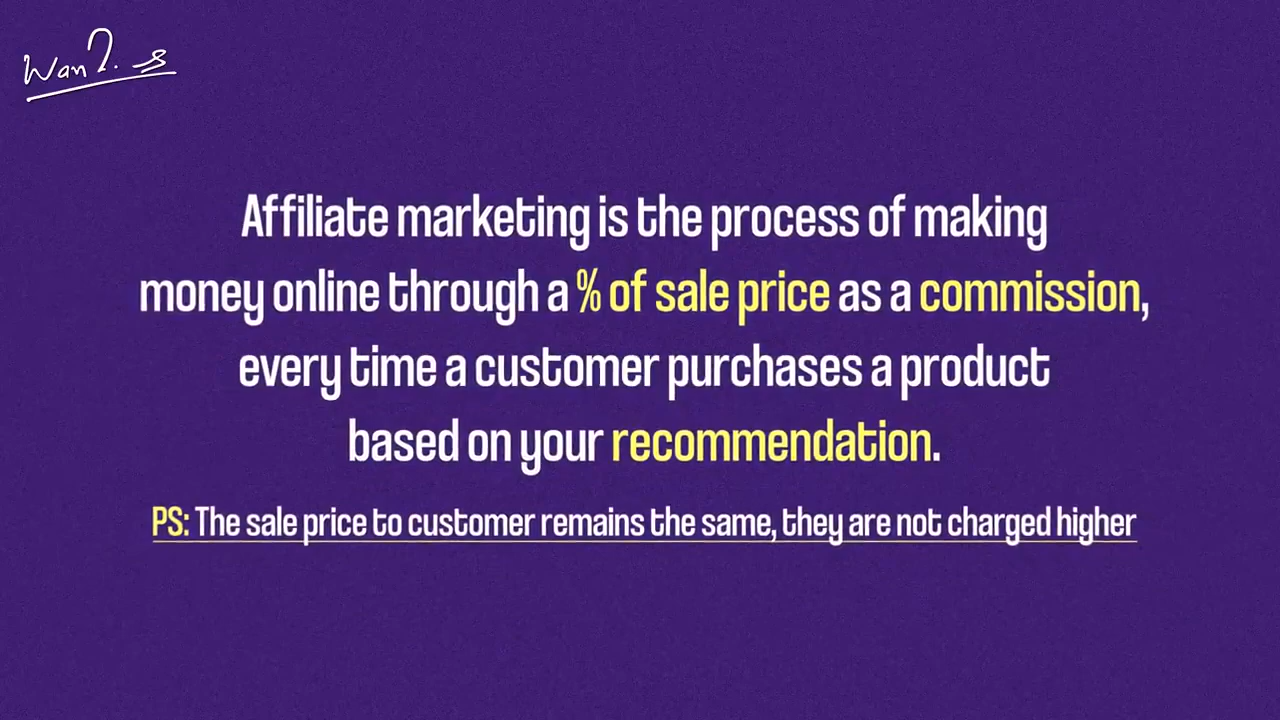 Affiliate marketing is the process of making
money online through a % of sale price as a commission,
every time a customer purchases a product
based on your recommendation.
PS: The sale price to customer remains the same, they are not charged higher